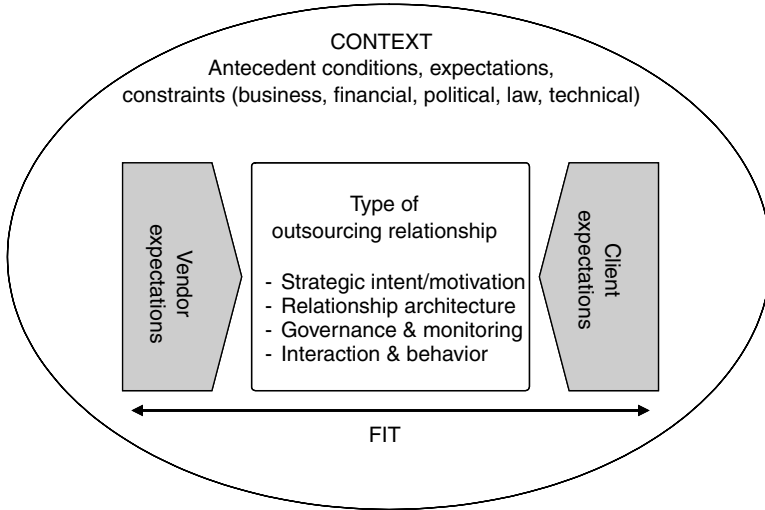 CONTEXT
Antecedent conditions, expectations,
constraints (business, financial, political, law, technical)
Vendor
expectations
Type of
outsourcing relationship
- Strategic intent/motivation
- Relationship architecture
- Governance & monitoring
- Interaction & behavior
Client
expectations
FIT